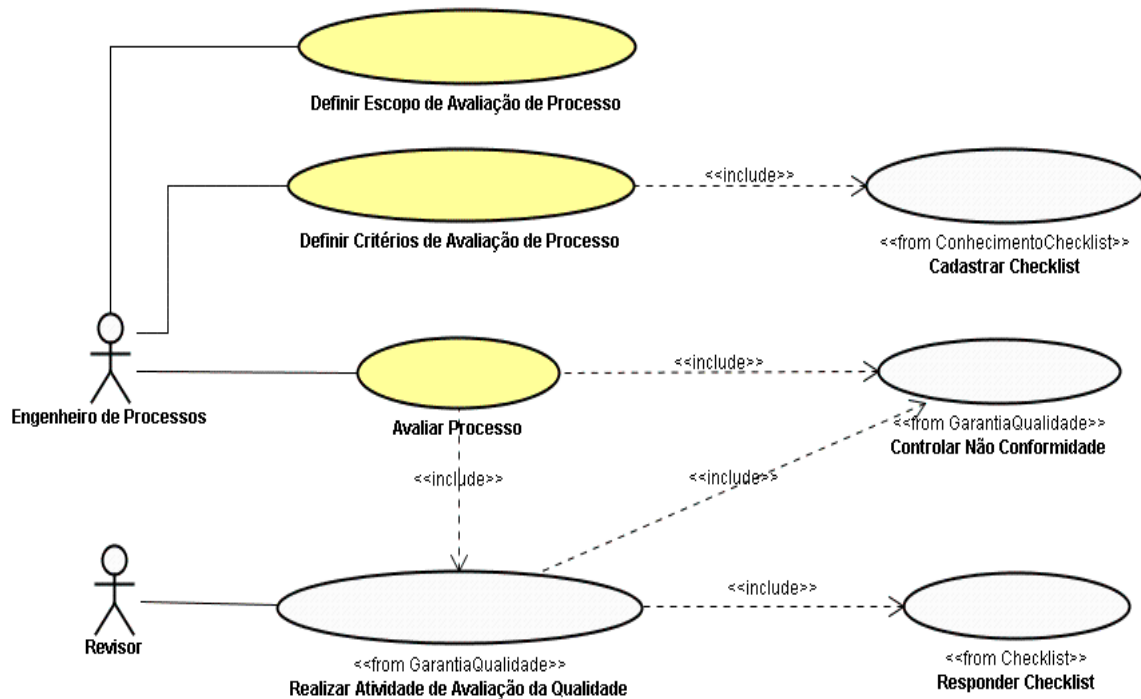 Definir Escopo de Avaliação de Processo
<<include>>
Definir Critérios de Avaliação de Processo
<<from ConhecimentoChecklist>>
Cadastrar Checklist
<<include>>
Engenheiro de Processos
Avaliar Processo
<<from GarantiaQualidade>>
Controlar Não Conformidade
<<include>>
<<include>>
<<include>>
Revisor
<<from GarantiaQualidade>>
Realizar Atividade de Avaliação da Qualidade
<<from Checklist>>
Responder Checklist